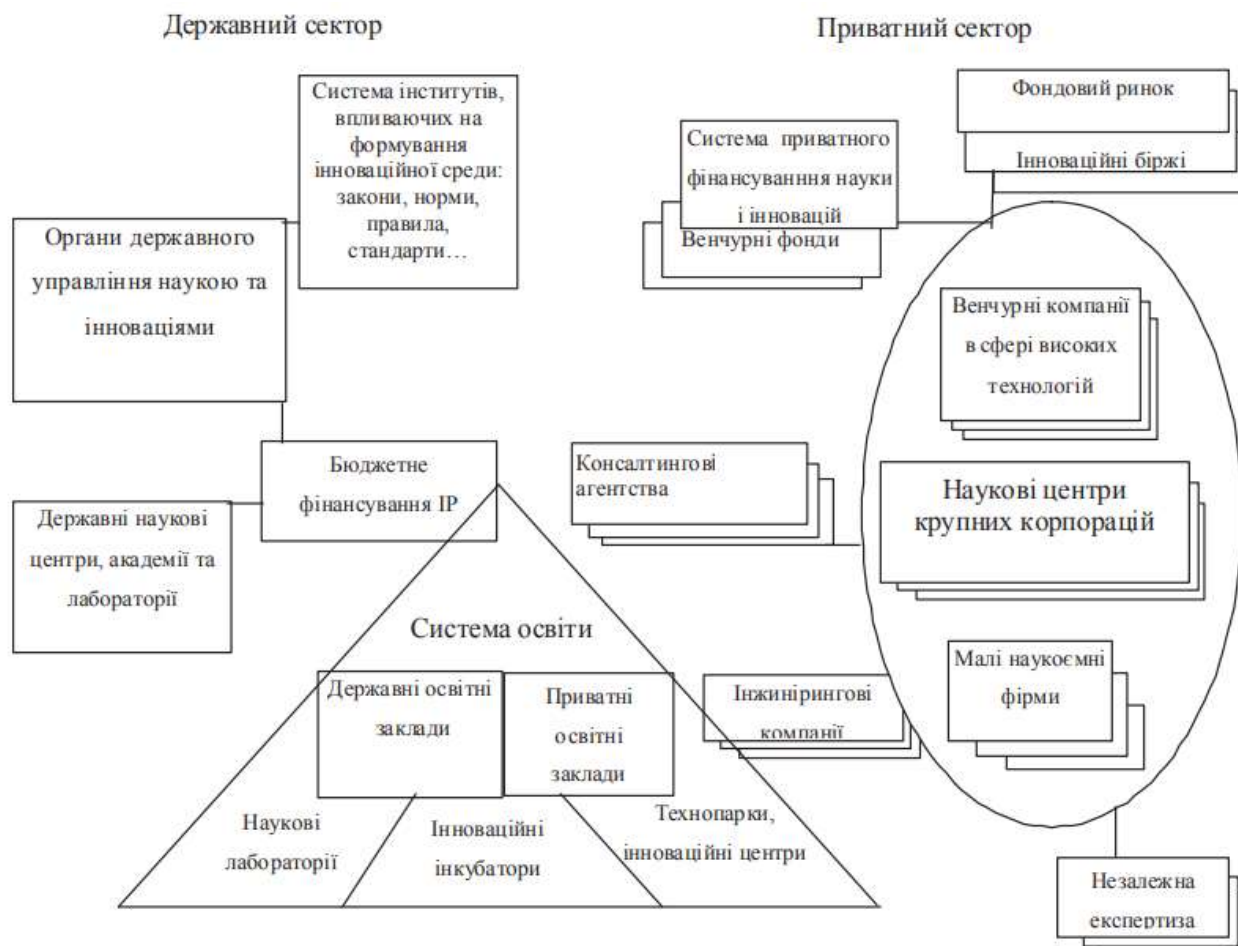 Державний сектор
Приватний сектор
Система інститутів,
впливаючих на
формування
інноваційної среди:
закони, норми,
правила,
стандарти…
Органи державного
управління наукою та
інноваціями
Бюджетне
фінансування ІР
Державні наукові
центри, академії та
лабораторії
Фондовий ринок
Інноваційні біржі
Система приватного
фінансуванння науки
і інновацій
Венчурні фонди
Венчурні компанії
в сфері високих
технологій
Консалтингові
агентства
Наукові центри
крупних корпорацій
Система освіти
Державні освітні
заклади
Приватні
освітні
заклади
Інжинірингові
компанії
Малі наукоємні
фірми
Наукові
лабораторії
Інноваційні
інкубатори
Технопарки,
інноваційні центри
Незалежна
експертиза